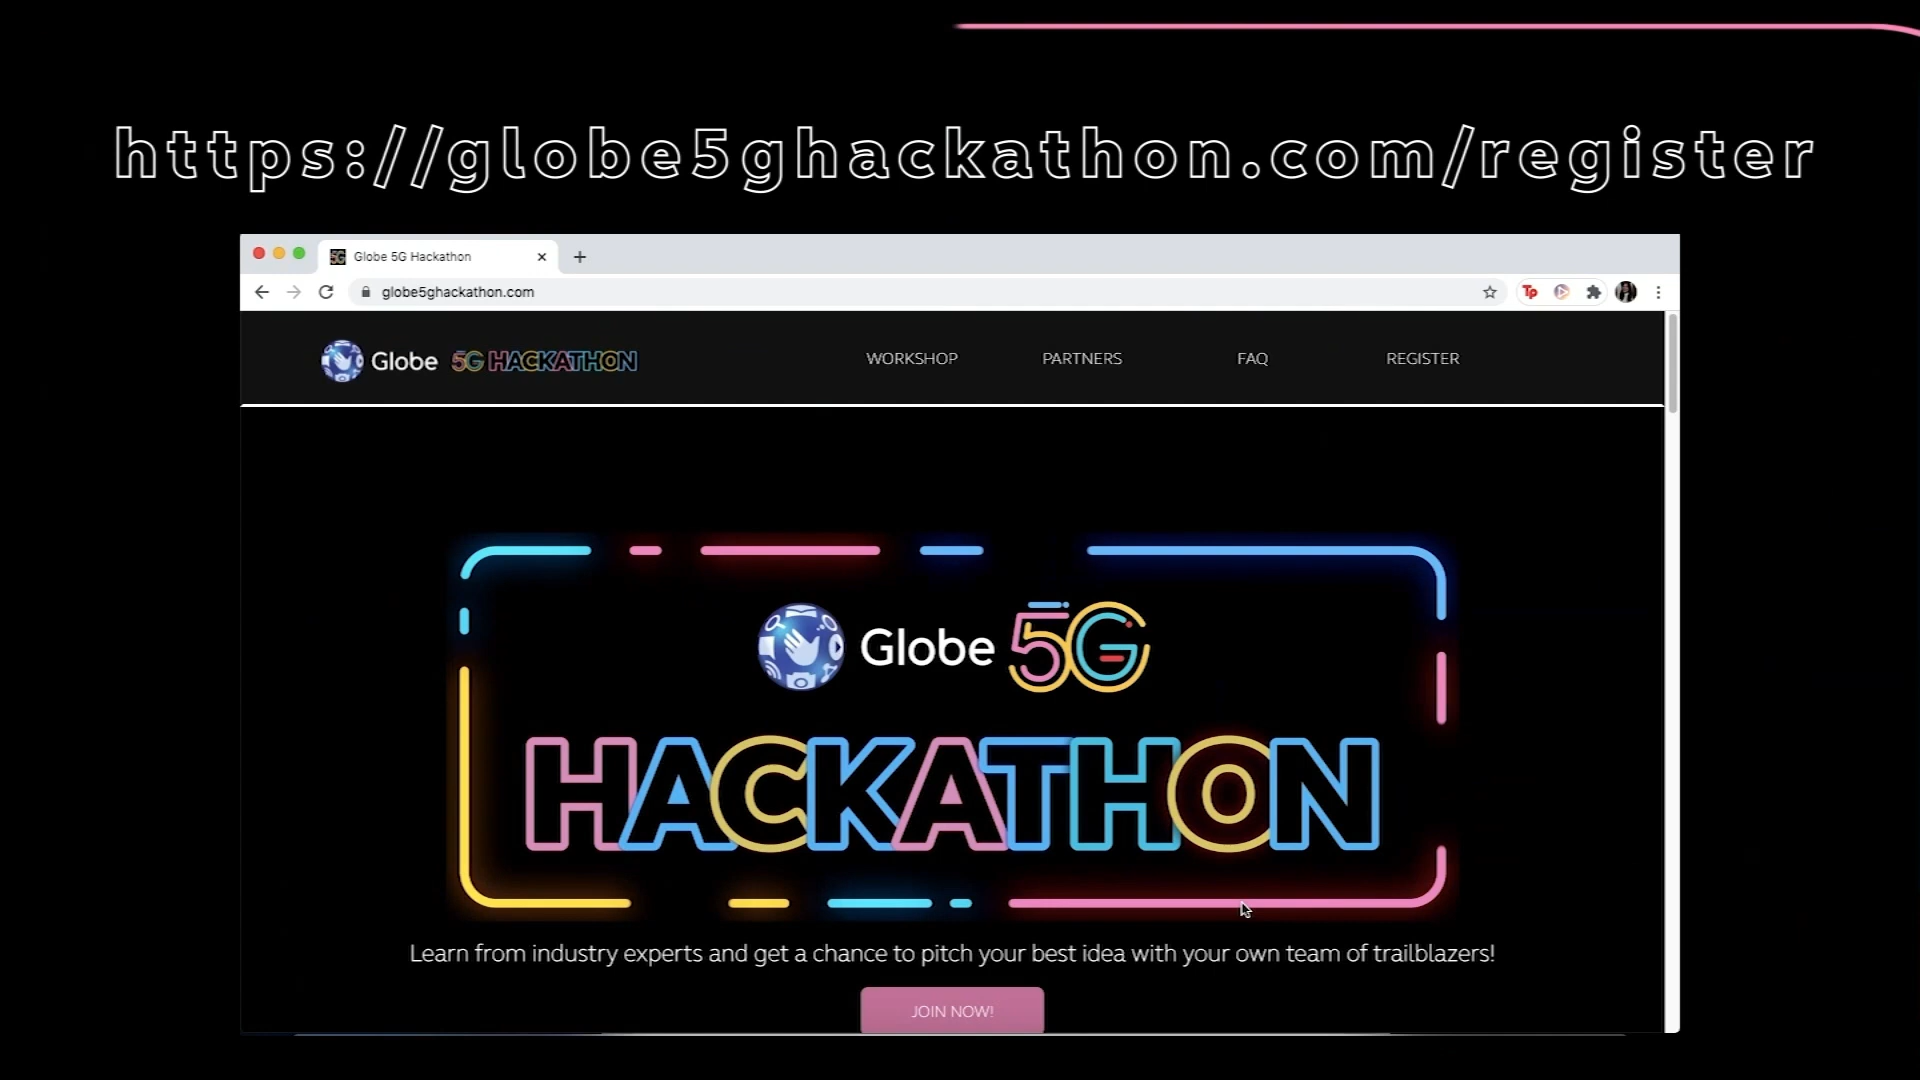 https://globe5ghackathon.com/register
Globe 5G Hackathon
globe5ghackathon.com
Tp
Globe 5G HACKATHON
WORKSHOP PARTNERS FAQ REGISTER
Globe 5G
HACKATHON
Learn from industry experts and get a chance to pitch your best idea with your own team of trailblazers!
JOIN NOW!